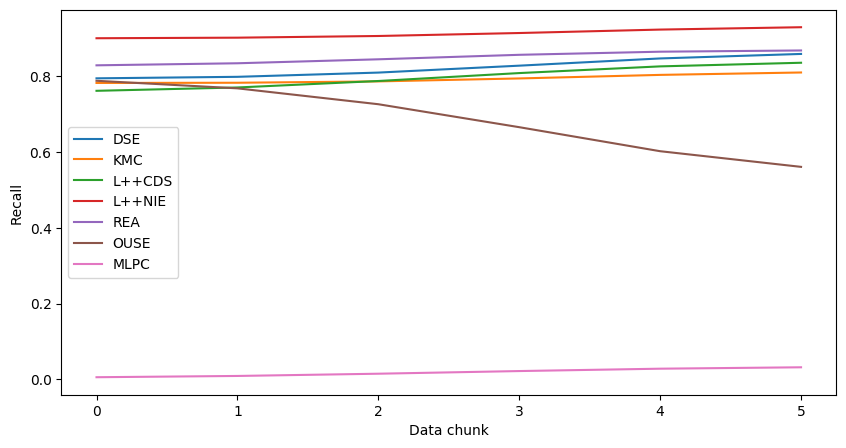 0.8
0.6
0.4
0.2
0.0
Recall
DSE
KMC
L++CDS
L++NIE
REA
OUSE
MLPC
0 1 2 3 4 5
Data chunk